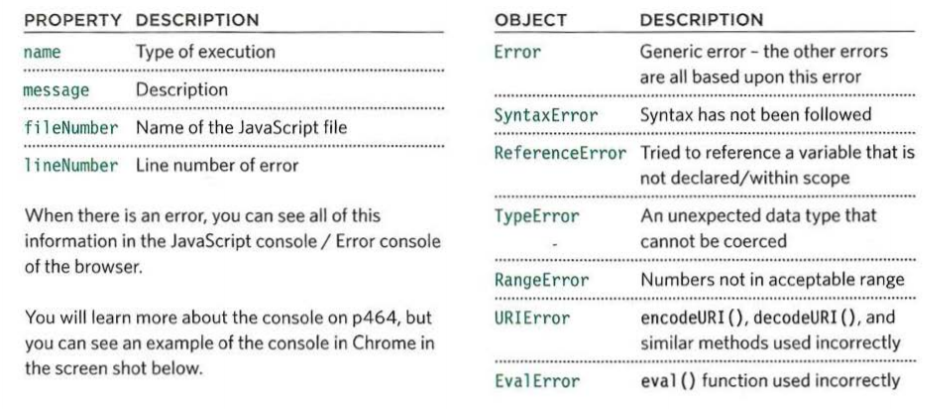 PROPERTY DESCRIPTION
name Type of execution
message Description
fileNumber Name of the JavaScript file
lineNumber Line number of error
When there is an error, you can see all of this
information in the JavaScript console / Error console
of the browser.
You will learn more about the console on p464, but
you can see an example of the console in Chrome in
the screen shot below.
OBJECT DESCRIPTION
Error Generic error – the other errors
are all based upon this error
SyntaxError Syntax has not been followed
ReferenceError Tried to reference a variable that is
not declared/within scope
TypeError An unexpected data type that
cannot be coerced
RangeError Numbers not in acceptable range
URIError encodeURI(), decodeURI(), and
similar methods used incorrectly
EvalError eval() function used incorrectly